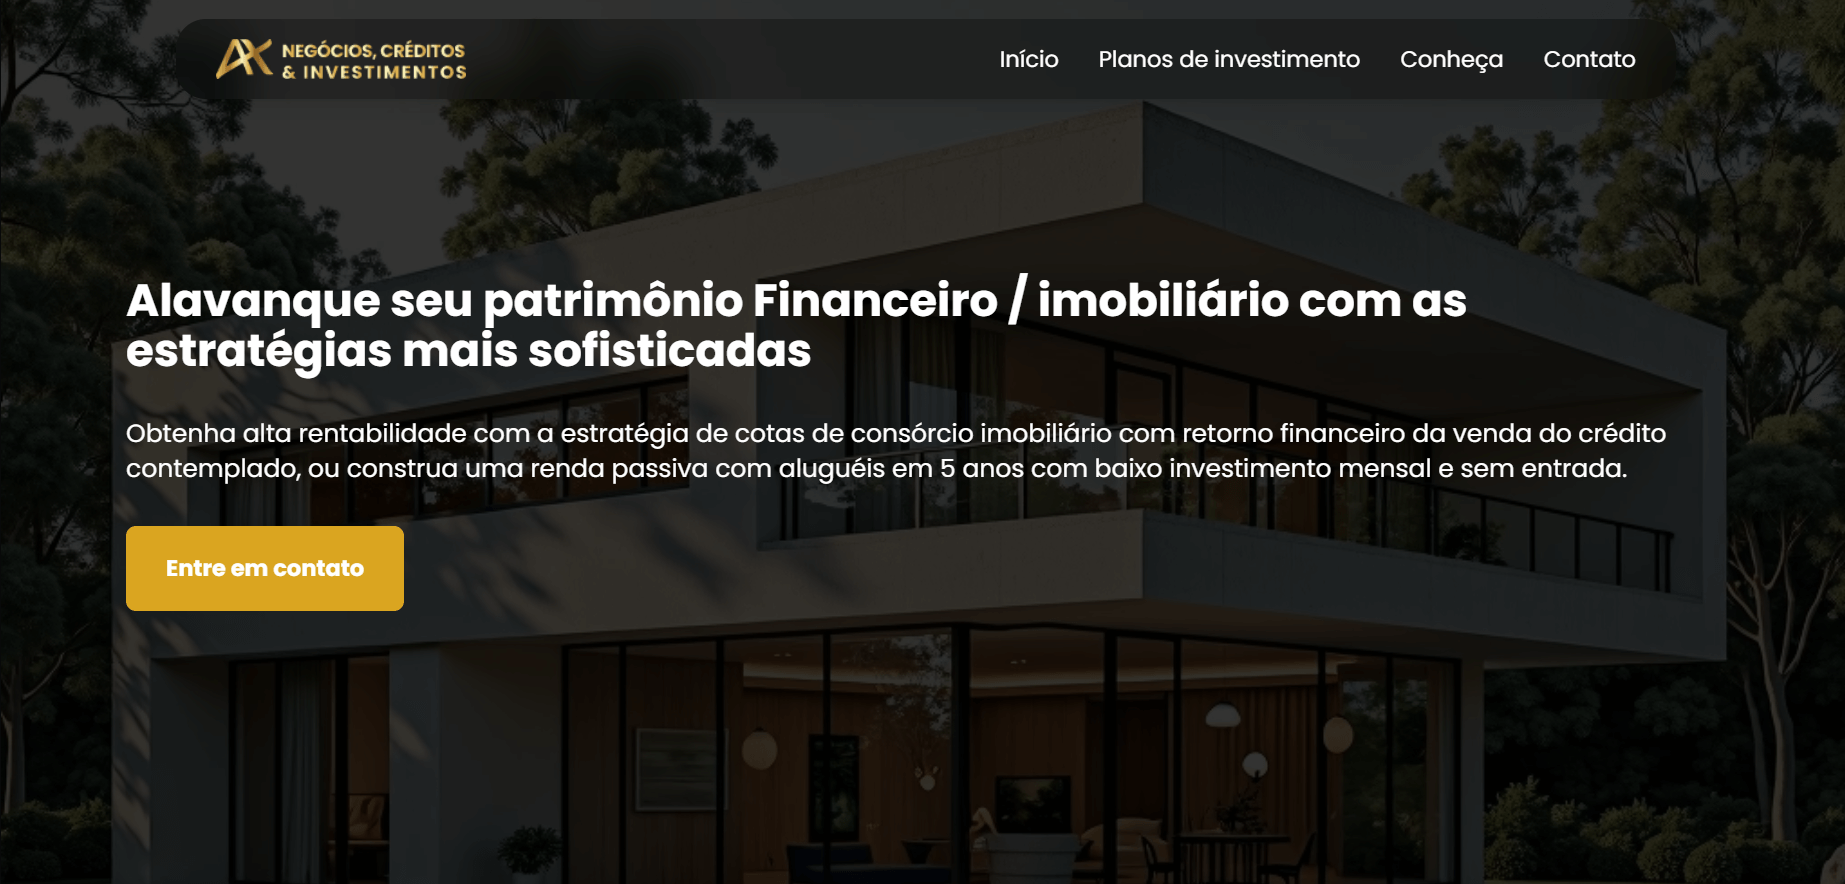 AX NEGÓCIOS, CRÉDITOS
& INVESTIMENTOS
Início Planos de investimento Conheça Contato
Alavanque seu patrimônio Financeiro / imobiliário com as
estratégias mais sofisticadas
Obtenha alta rentabilidade com a estratégia de cotas de consórcio imobiliário com retorno financeiro da venda do crédito
contemplado, ou construa uma renda passiva com aluguéis em 5 anos com baixo investimento mensal e sem entrada.
Entre em contato